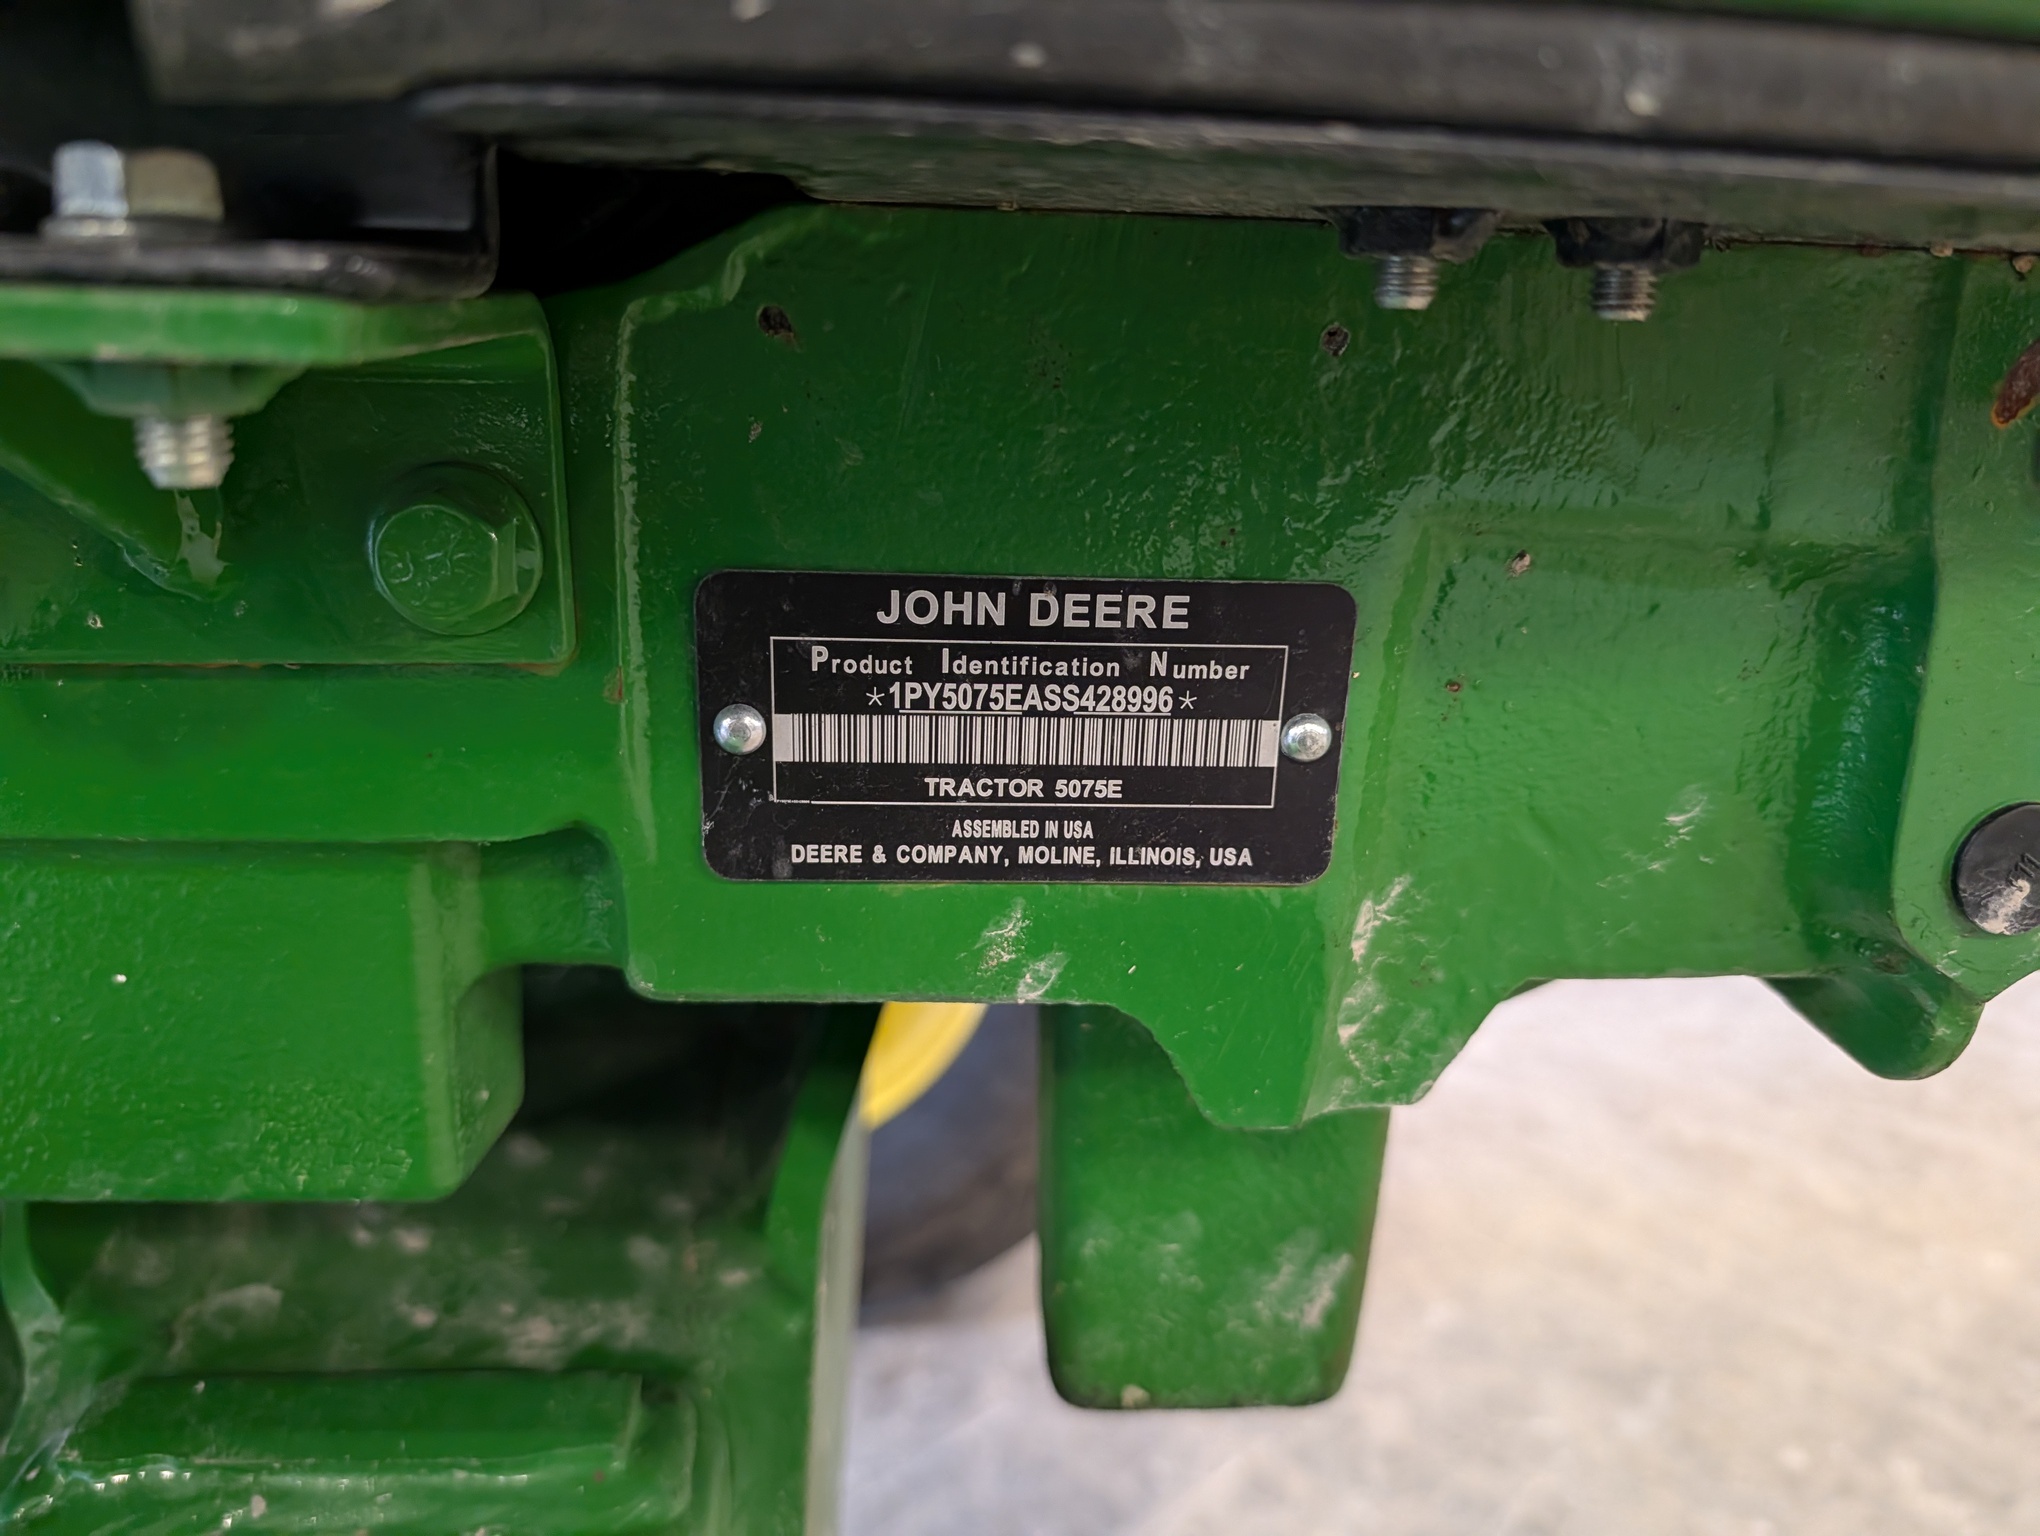 JOHN DEERE
Product Identification Number
*1PY5075EASS428996*
TRACTOR 5075E
ASSEMBLED IN USA
DEERE & COMPANY, MOLINE, ILLINOIS, USA